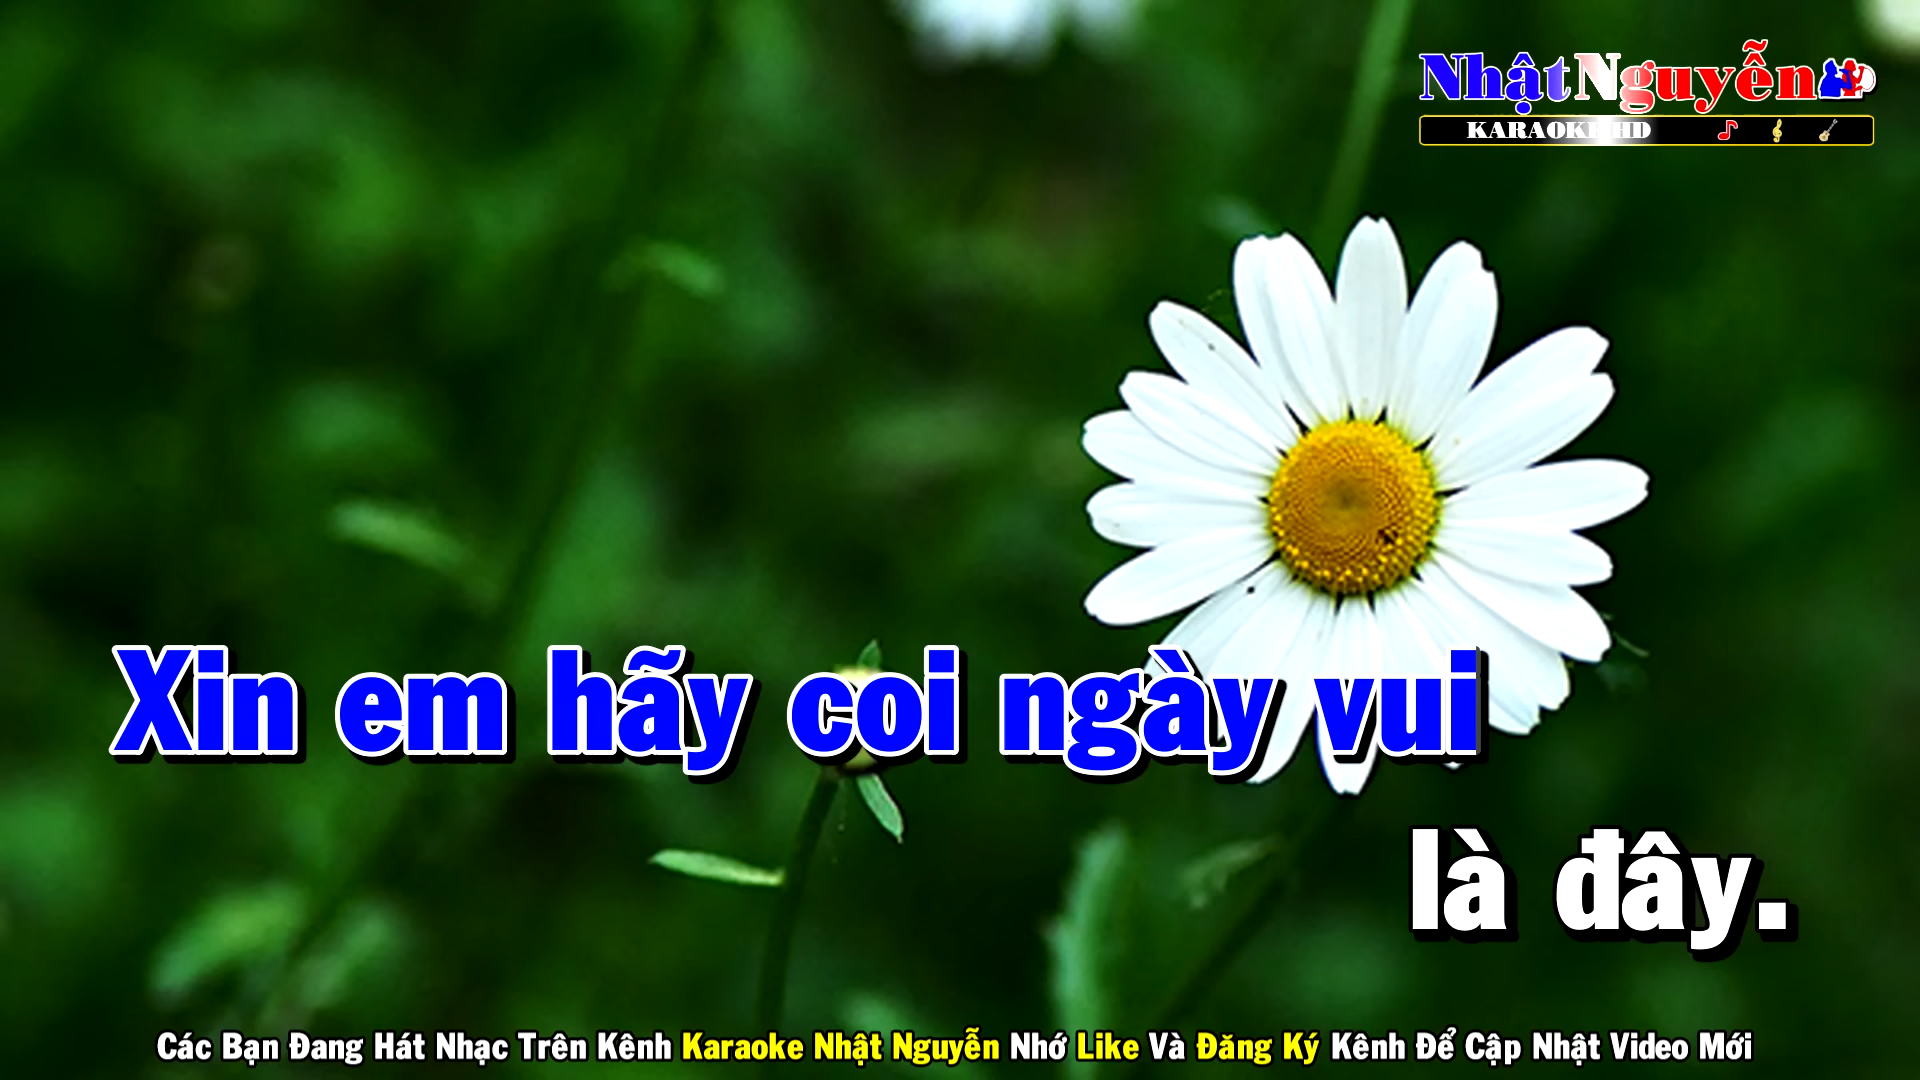 NhậtNguyễn
KARAOKE HD
Xin em hãy coi ngày vui
là đây.
Các Bạn Đang Hát Nhạc Trên Kênh Karaoke Nhật Nguyễn Nhớ Like Và Đăng Ký Kênh Để Cập Nhật Video Mới